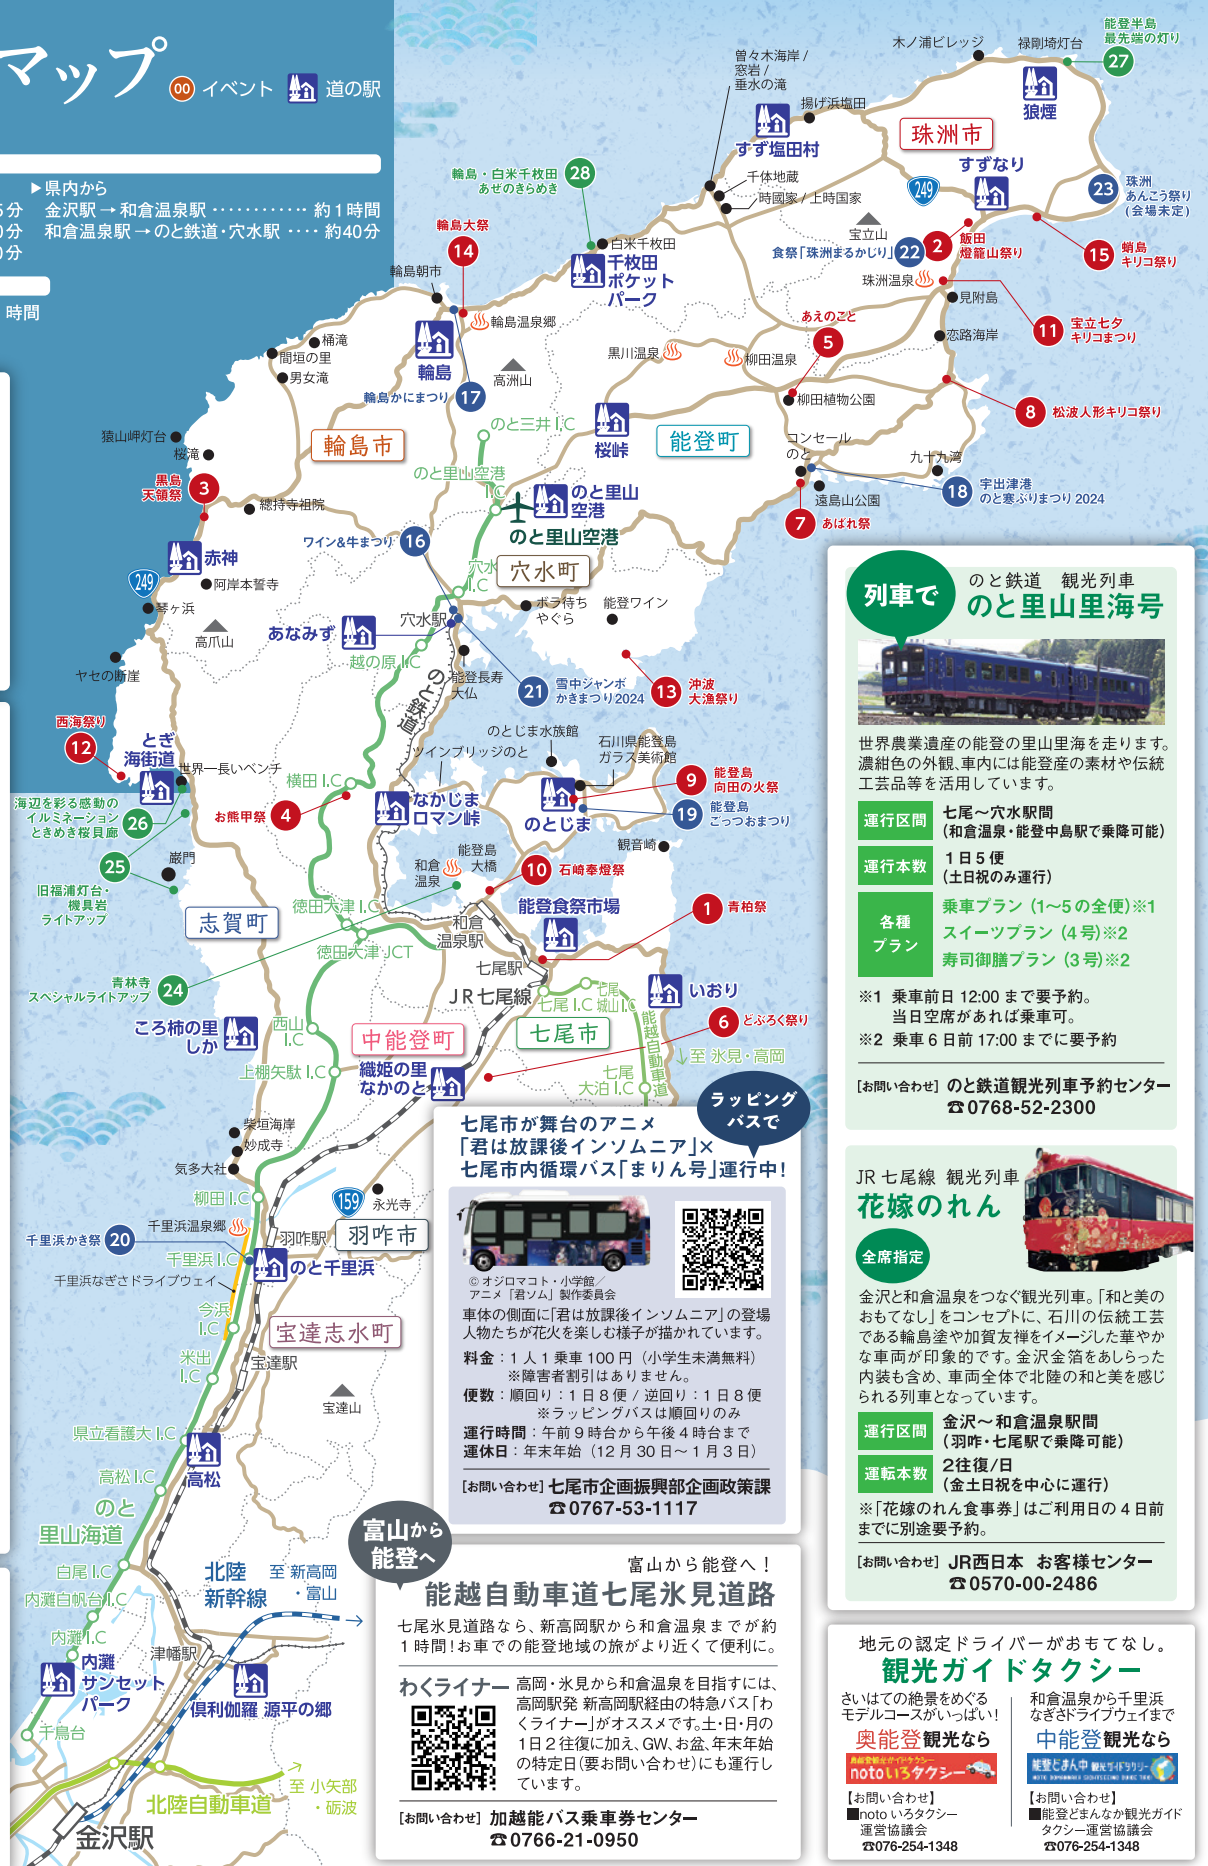 マップ
00 イベント
道の駅
▶県内から
5分
金沢駅→和倉温泉駅 ‥‥‥‥‥‥ 約1時間
0分
和倉温泉駅→のと鉄道・穴水駅 ‥‥ 約40分
0分
時間
能登半島
最先端の灯り
27
木ノ浦ビレッジ
禄剛埼灯台
狼煙
曽々木海岸/
窓岩/
垂水の滝
揚げ浜塩田
すず塩田村
珠洲市
すずなり
249
23
珠洲
あんこう祭り
(会場未定)
輪島・白米千枚田
あぜのきらめき
28
千体地蔵
時國家/上時国家
宝立山
食祭「珠洲まるかじり」
22
2
飯田
燈籠山祭り
15
蛸島
キリコ祭り
輪島大祭
14
白米千枚田
千枚田
ポケット
パーク
珠洲温泉
見附島
恋路海岸
11
宝立七夕
キリコまつり
輪島朝市
輪島温泉郷
輪島
高洲山
あえのこと
5
黒川温泉
柳田温泉
桶滝
間垣の里
男女滝
輪島かにまつり
17
柳田植物公園
8
松波人形キリコ祭り
猿山岬灯台
桜滝
輪島市
のと三井I.C
桜峠
能登町
コンセール
のと
九十九湾
のと里山空港
I.C
黒島
天領祭
3
總持寺祖院
のと里山
空港
のと里山空港
遠島山公園
18
宇出津港
のと寒ぶりまつり2024
7
あばれ祭
ワイン&牛まつり
16
赤神
249
阿岸本誓寺
琴ヶ浜
高爪山
穴水
I.C
穴水町
ボラ待ち
やぐら
能登ワイン
あなみず
穴水駅
越の原I.C
のと鉄道
能登長寿
大仏
21
雪中ジャンボ
かきまつり2024
13
沖波
大漁祭り
ヤセの断崖
西海祭り
12
とぎ
海街道
世界一長いベンチ
のとじま水族館
ツインブリッジのと
石川県能登島
ガラス美術館
9
能登島
向田の火祭
19
能登島
ごっつおまつり
のとじま
横田I.C
お熊甲祭
4
なかじま
ロマン峠
海辺を彩る感動の
イルミネーション
ときめき桜貝廊
26
25
巌門
旧福浦灯台・
機具岩
ライトアップ
能登島
大橋
和倉
温泉
観音崎
10
石崎奉燈祭
志賀町
徳田大津I.C
徳田大津JCT
和倉
温泉駅
能登食祭市場
1
青柏祭
七尾駅
JR七尾線
七尾I.C
七尾
城山I.C
いおり
青林寺
スペシャルライトアップ
24
ころ柿の里
しか
西山
I.C
中能登町
七尾市
能越自動車道
6
どぶろく祭り
至 氷見・高岡
上棚矢駄I.C
織姫の里
なかのと
七尾
大泊I.C
柴垣海岸
妙成寺
気多大社
柳田I.C
159
永光寺
千里浜温泉郷
千里浜かき祭
20
羽咋駅
羽咋市
千里浜I.C
のと千里浜
千里浜なぎさドライブウェイ
今浜
I.C
宝達志水町
米出
I.C
宝達駅
宝達山
県立看護大I.C
高松
高松I.C
のと
里山海道
白尾I.C
内灘白帆台I.C
内灘I.C
内灘
サンセット
パーク
千鳥台
北陸
新幹線
至 新高岡
・富山
津幡駅
倶利伽羅 源平の郷
至 小矢部
・砺波
北陸自動車道
金沢駅
ラッピング
バスで
七尾市が舞台のアニメ
「君は放課後インソムニア」×
七尾市内循環バス「まりん号」運行中!
© オジロマコト・小学館/
アニメ「君ソム」製作委員会
車体の側面に「君は放課後インソムニア」の登場
人物たちが花火を楽しむ様子が描かれています。
料金:1人1乗車100円(小学生未満無料)
※障害者割引はありません。
便数:順回り:1日8便/逆回り:1日8便
※ラッピングバスは順回りのみ
運行時間:午前9時台から午後4時台まで
運休日:年末年始(12月30日~1月3日)
[お問い合わせ] 七尾市企画振興部企画政策課
☎0767-53-1117
富山から
能登へ
富山から能登へ!
能越自動車道七尾氷見道路
七尾氷見道路なら、新高岡駅から和倉温泉までが約
1時間!お車での能登地域の旅がより近くて便利に。
わくライナー
高岡・氷見から和倉温泉を目指すには、
高岡駅発 新高岡駅経由の特急バス「わ
くライナー」がオススメです。土・日・月の
1日2往復に加え、GW、お盆、年末年始
の特定日(要お問い合わせ)にも運行し
ています。
[お問い合わせ] 加越能バス乗車券センター
☎0766-21-0950
列車で
のと鉄道 観光列車
のと里山里海号
世界農業遺産の能登の里山里海を走ります。
濃紺色の外観、車内には能登産の素材や伝統
工芸品等を活用しています。
運行区間
七尾~穴水駅間
(和倉温泉・能登中島駅で乗降可能)
運行本数
1日5便
(土日祝のみ運行)
各種
プラン
乗車プラン(1~5の全便)※1
スイーツプラン(4号)※2
寿司御膳プラン(3号)※2
※1 乗車前日12:00まで要予約。
当日空席があれば乗車可。
※2 乗車6日前17:00までに要予約
[お問い合わせ] のと鉄道観光列車予約センター
☎0768-52-2300
JR七尾線 観光列車
花嫁のれん
全席指定
金沢と和倉温泉をつなぐ観光列車。「和と美の
おもてなし」をコンセプトに、石川の伝統工芸
である輪島塗や加賀友禅をイメージした華やか
な車両が印象的です。金沢金箔をあしらった
内装も含め、車両全体で北陸の和と美を感じ
られる列車となっています。
運行区間
金沢~和倉温泉駅間
(羽咋・七尾駅で乗降可能)
運転本数
2往復/日
(金土日祝を中心に運行)
※「花嫁のれん食事券」はご利用日の4日前
までに別途要予約。
[お問い合わせ] JR西日本 お客様センター
☎0570-00-2486
地元の認定ドライバーがおもてなし。
観光ガイドタクシー
さいはての絶景をめぐる
モデルコースがいっぱい!
奥能登観光なら
奥能登観光ガイドタクシー
notoいろタクシー
【お問い合わせ】
■notoいろタクシー
運営協議会
☎076-254-1348
和倉温泉から千里浜
なぎさドライブウェイまで
中能登観光なら
能登どまん中 観光ガイドタクシー
【お問い合わせ】
■能登どまんなか観光ガイド
タクシー運営協議会
☎076-254-1348